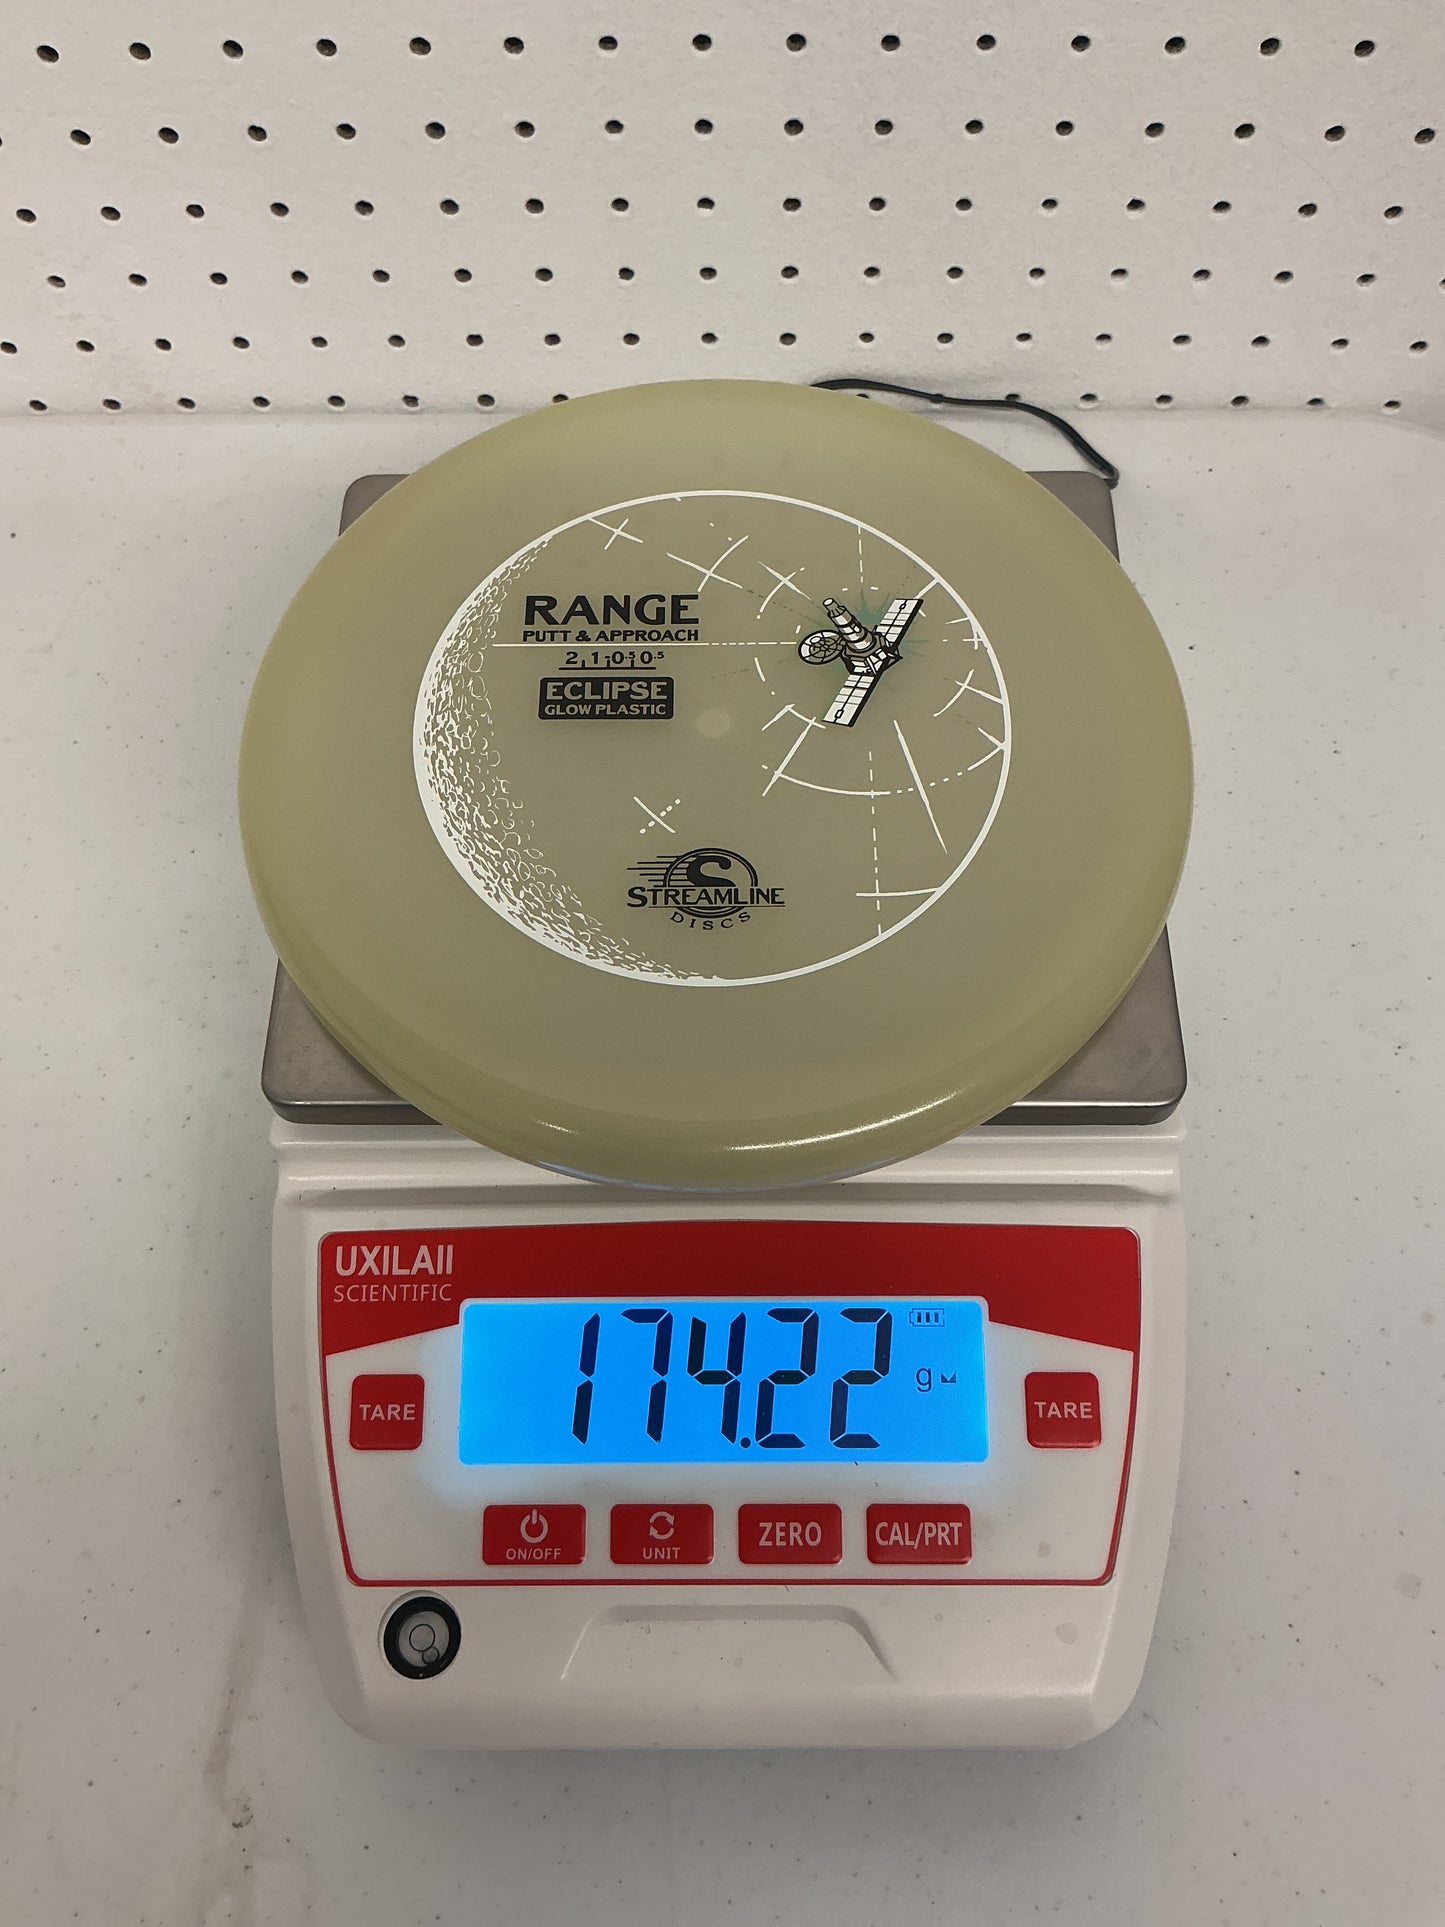 RANGE
PUTT & APPROACH
2 1 0.5 0.5
ECLIPSE
GLOW PLASTIC
S
STREAMLINE
DISCS
UXILAII
SCIENTIFIC
174.22 g
TARE
TARE
ON/OFF
UNIT
ZERO
CAL/PRT